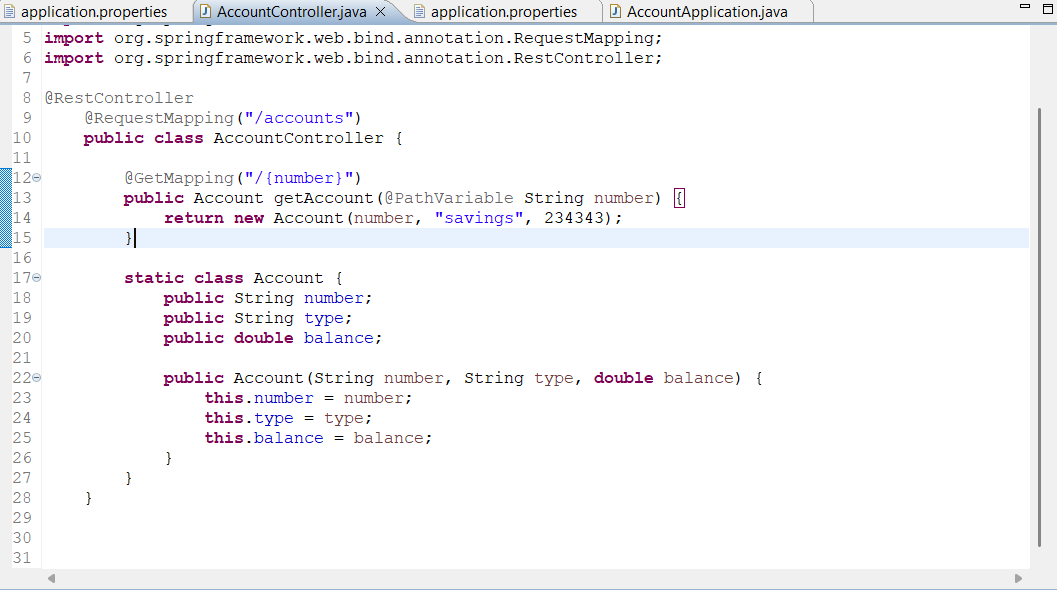 application.properties AccountController.java application.properties AccountApplication.java
5 import org.springframework.web.bind.annotation.RequestMapping;
6 import org.springframework.web.bind.annotation.RestController;
7
8 @RestController
9 @RequestMapping("/accounts")
10 public class AccountController {
11
12 @GetMapping("/{number}")
13 public Account getAccount(@PathVariable String number) {
14 return new Account(number, "savings", 234343);
15 }
16
17 static class Account {
18 public String number;
19 public String type;
20 public double balance;
21
22 public Account(String number, String type, double balance) {
23 this.number = number;
24 this.type = type;
25 this.balance = balance;
26 }
27 }
28 }
29
30
31